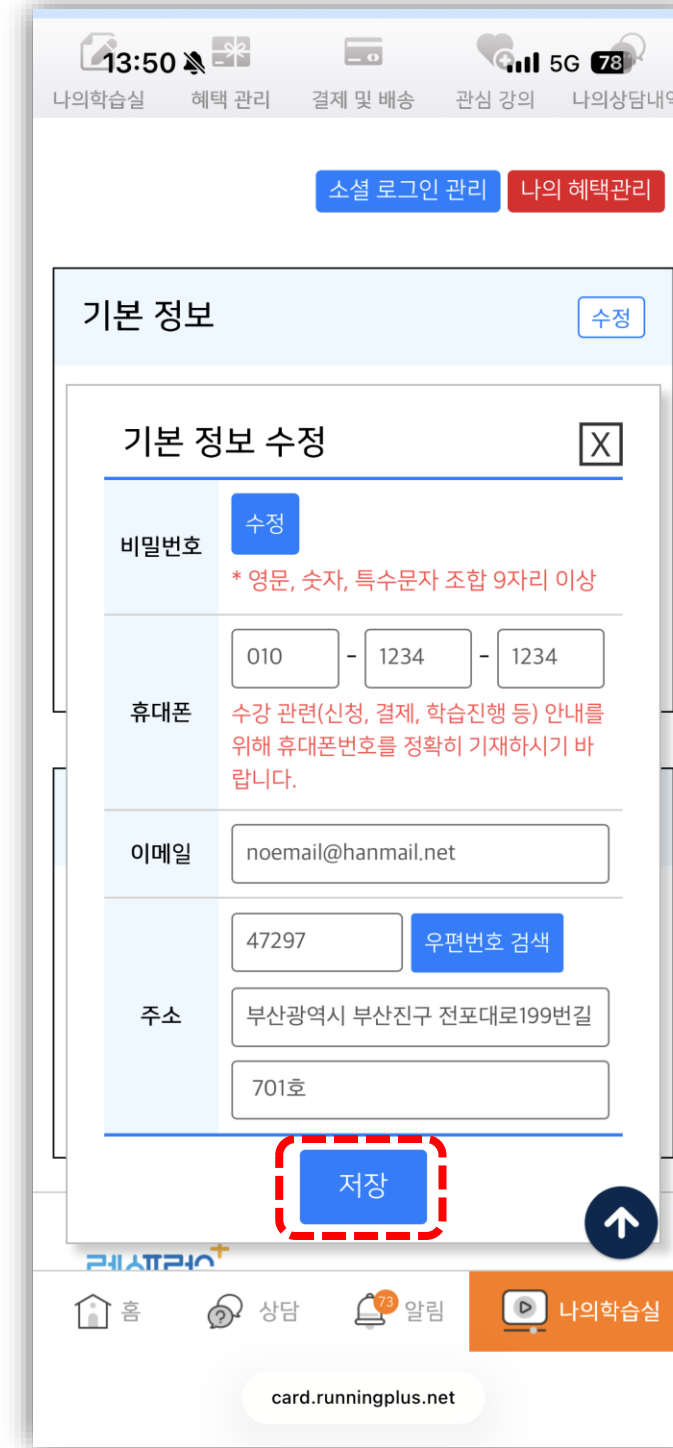 13:50
5G 78
나의학습실 혜택 관리 결제 및 배송 관심 강의 나의상담내역
소셜 로그인 관리 나의 혜택관리
기본 정보 수정
기본 정보 수정 X
비밀번호 수정
* 영문, 숫자, 특수문자 조합 9자리 이상
휴대폰 010 - 1234 - 1234
수강 관련(신청, 결제, 학습진행 등) 안내를
위해 휴대폰번호를 정확히 기재하시기 바
랍니다.
이메일 noemail@hanmail.net
47297 우편번호 검색
주소 부산광역시 부산진구 전포대로199번길
701호
저장
홈 상담 73 알림 나의학습실
card.runningplus.net